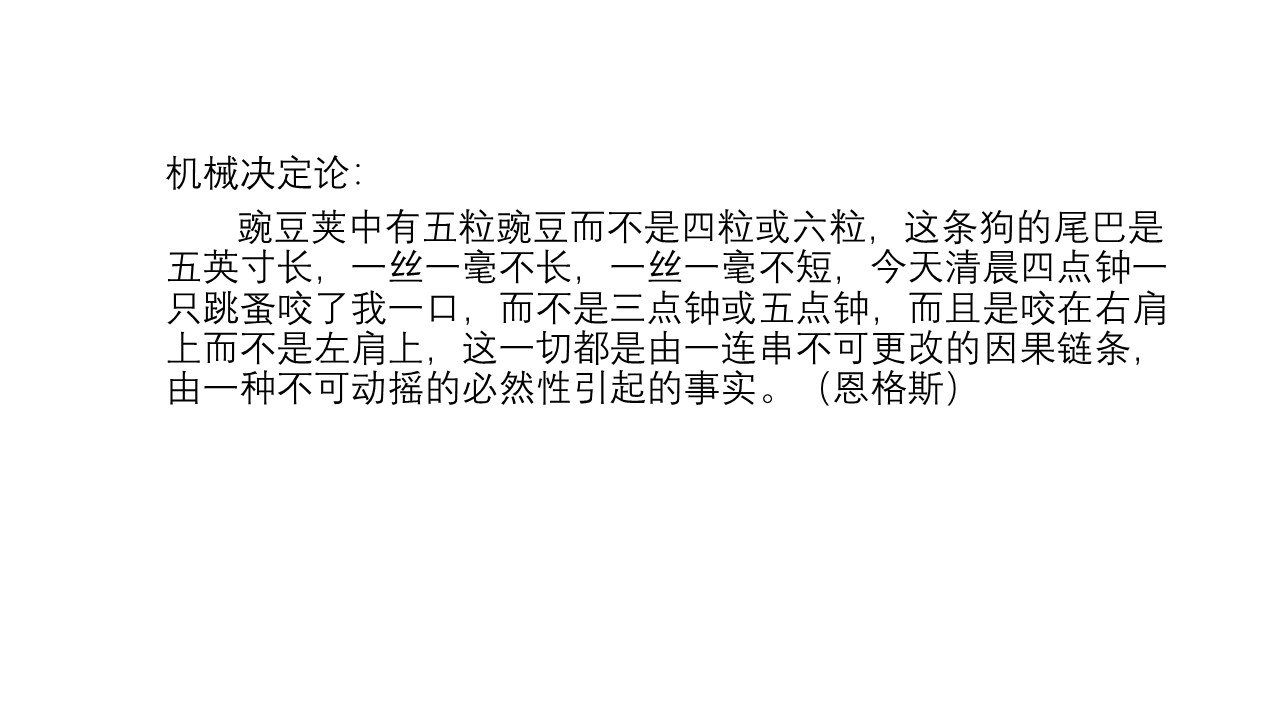 机械决定论：
豌豆荚中有五粒豌豆而不是四粒或六粒，这条狗的尾巴是
五英寸长，一丝一毫不长，一丝一毫不短，今天清晨四点钟一
只跳蚤咬了我一口，而不是三点钟或五点钟，而且是咬在右肩
上而不是左肩上，这一切都是由一连串不可更改的因果链条，
由一种不可动摇的必然性引起的事实。（恩格斯）